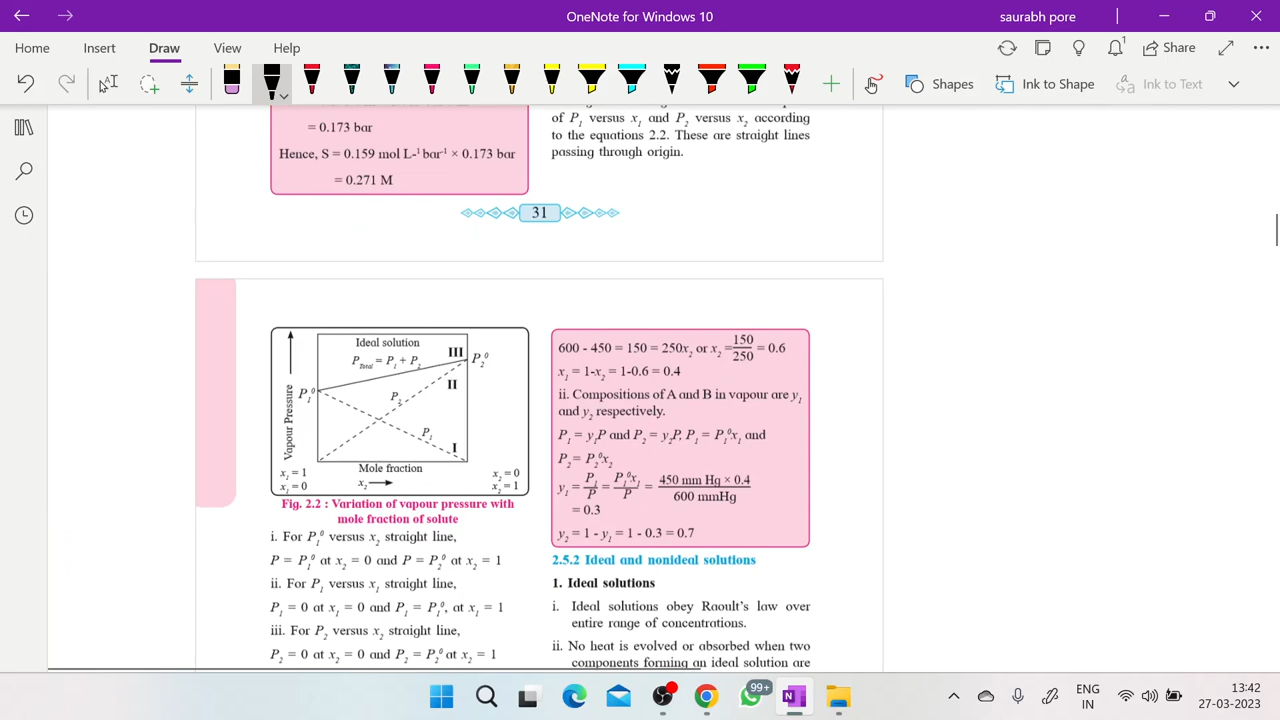 OneNote for Windows 10
saurabh pore
Home Insert Draw View Help
Share
Shapes
Ink to Shape
Ink to Text
= 0.173 bar
Hence, S = 0.159 mol L-¹ bar⁻¹ × 0.173 bar
= 0.271 M
of P₁ versus x₁ and P₂ versus x₂ according
to the equations 2.2. These are straight lines
passing through origin.
31
Ideal solution
P_Total = P₁ + P₂
III
P₂⁰
II
P₁⁰
P₂
P₁
I
Vapour Pressure
Mole fraction
x₂
x₁ = 1
x₁ = 0
x₂ = 0
x₂ = 1
Fig. 2.2 : Variation of vapour pressure with
mole fraction of solute
i. For P₁⁰ versus x₂ straight line,
P = P₁⁰ at x₂ = 0 and P = P₂⁰ at x₂ = 1
ii. For P₁ versus x₁ straight line,
P₁ = 0 at x₁ = 0 and P₁ = P₁⁰, at x₁ = 1
iii. For P₂ versus x₂ straight line,
P₂ = 0 at x₂ = 0 and P₂ = P₂⁰ at x₂ = 1
600 - 450 = 150 = 250x₂ or x₂ = 150/250 = 0.6
x₁ = 1-x₂ = 1-0.6 = 0.4
ii. Compositions of A and B in vapour are y₁
and y₂ respectively.
P₁ = y₁P and P₂ = y₂P, P₁ = P₁⁰x₁ and
P₂ = P₂⁰x₂
y₁ = P₁/P = P₁⁰x₁/P = 450 mm Hg × 0.4/600 mmHg
= 0.3
y₂ = 1 - y₁ = 1 - 0.3 = 0.7
2.5.2 Ideal and nonideal solutions
1. Ideal solutions
i. Ideal solutions obey Raoult's law over
entire range of concentrations.
ii. No heat is evolved or absorbed when two
components forming an ideal solution are
99+
ENG
IN
13:42
27-03-2023